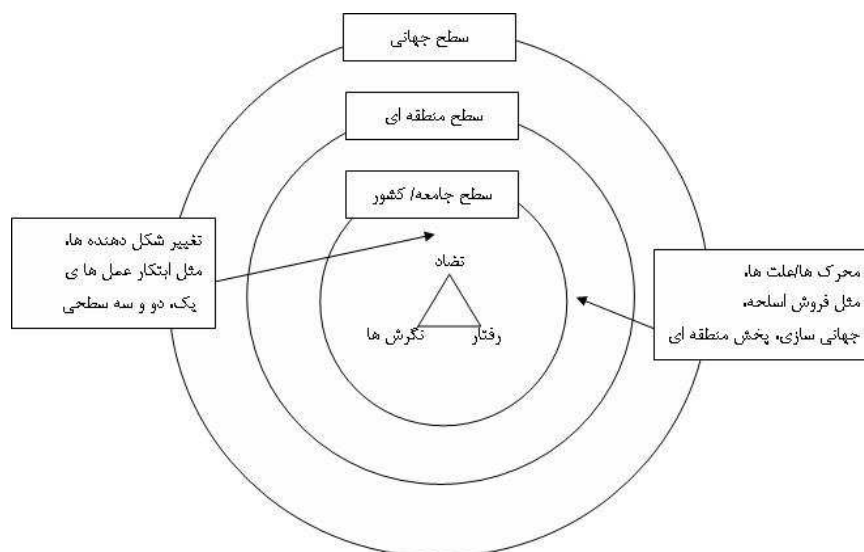 سطح جهانی
سطح منطقه ای
سطح جامعه/ کشور
تغییر شکل دهنده ها،
مثل ابتکار عمل ها ی
یک، دو و سه سطحی
تضاد
محرک ها/علت ها،
مثل فروش اسلحه،
جهانی سازی، پخش منطقه ای
رفتار
نگرش ها